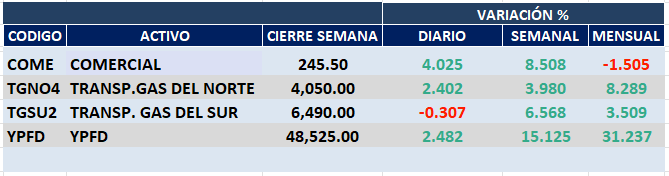 VARIACIÓN %
CODIGO ACTIVO CIERRE SEMANA DIARIO SEMANAL MENSUAL
COME COMERCIAL 245.50 4.025 8.508 -1.505
TGNO4 TRANSP.GAS DEL NORTE 4,050.00 2.402 3.980 8.289
TGSU2 TRANSP. GAS DEL SUR 6,490.00 -0.307 6.568 3.509
YPFD YPFD 48,525.00 2.482 15.125 31.237